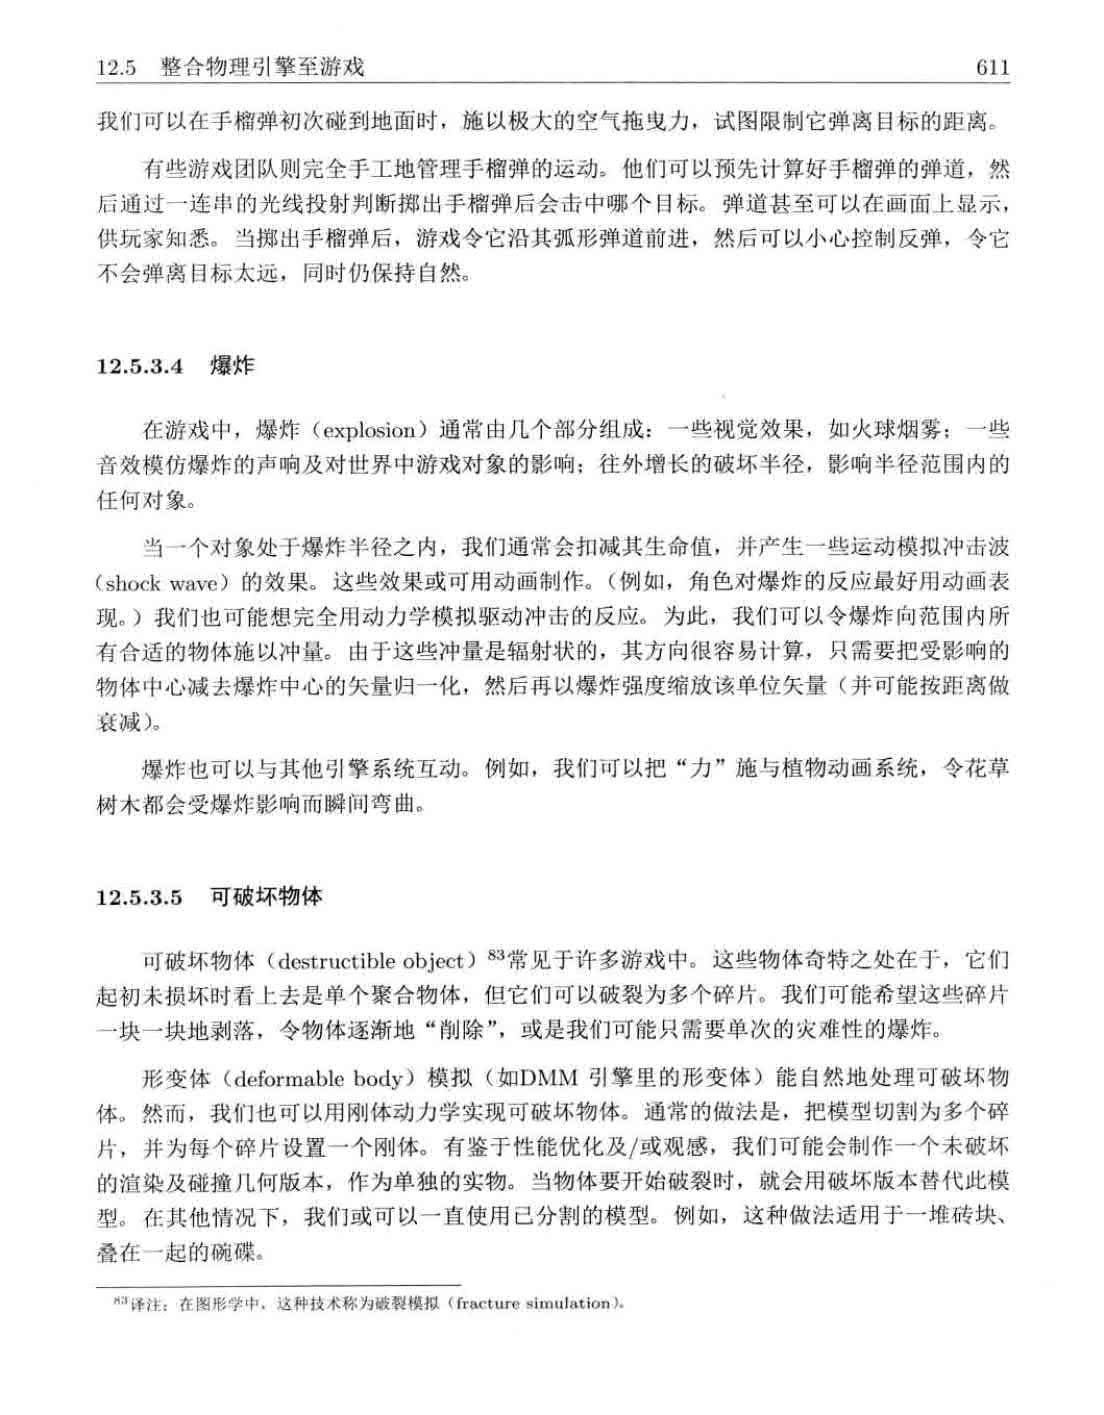 12.5 整合物理引擎至游戏 611
我们可以在手榴弹初次碰到地面时，施以极大的空气拖曳力，试图限制它弹离目标的距离。
有些游戏团队则完全手工地管理手榴弹的运动。他们可以预先计算好手榴弹的弹道，然
后通过一连串的光线投射判断掷出手榴弹后会击中哪个目标。弹道甚至可以在画面上显示，
供玩家知悉。当掷出手榴弹后，游戏令它沿其弧形弹道前进，然后可以小心控制反弹，令它
不会弹离目标太远，同时仍保持自然。
12.5.3.4 爆炸
在游戏中，爆炸（explosion）通常由几个部分组成：一些视觉效果，如火球烟雾；一些
音效模仿爆炸的声响及对世界中游戏对象的影响；往外增长的破坏半径，影响半径范围内的
任何对象。
当一个对象处于爆炸半径之内，我们通常会扣减其生命值，并产生一些运动模拟冲击波
（shock wave）的效果。这些效果或可用动画制作。（例如，角色对爆炸的反应最好用动画表
现。）我们也可能想完全用动力学模拟驱动冲击的反应。为此，我们可以令爆炸向范围内所
有合适的物体施以冲量。由于这些冲量是辐射状的，其方向很容易计算，只需要把受影响的
物体中心减去爆炸中心的矢量归一化，然后再以爆炸强度缩放该单位矢量（并可能按距离做
衰减）。
爆炸也可以与其他引擎系统互动。例如，我们可以把“力”施与植物动画系统，令花草
树木都会受爆炸影响而瞬间弯曲。
12.5.3.5 可破坏物体
可破坏物体（destructible object）83常见于许多游戏中。这些物体奇特之处在于，它们
起初未损坏时看上去是单个聚合物体，但它们可以破裂为多个碎片。我们可能希望这些碎片
一块一块地剥落，令物体逐渐地“削除”，或是我们可能只需要单次的灾难性的爆炸。
形变体（deformable body）模拟（如DMM 引擎里的形变体）能自然地处理可破坏物
体。然而，我们也可以用刚体动力学实现可破坏物体。通常的做法是，把模型切割为多个碎
片，并为每个碎片设置一个刚体。有鉴于性能优化及/或观感，我们可能会制作一个未破坏
的渲染及碰撞几何版本，作为单独的实物。当物体要开始破裂时，就会用破坏版本替代此模
型。在其他情况下，我们或可以一直使用已分割的模型。例如，这种做法适用于一堆砖块、
叠在一起的碗碟。
83译注：在图形学中，这种技术称为破裂模拟（fracture simulation）。